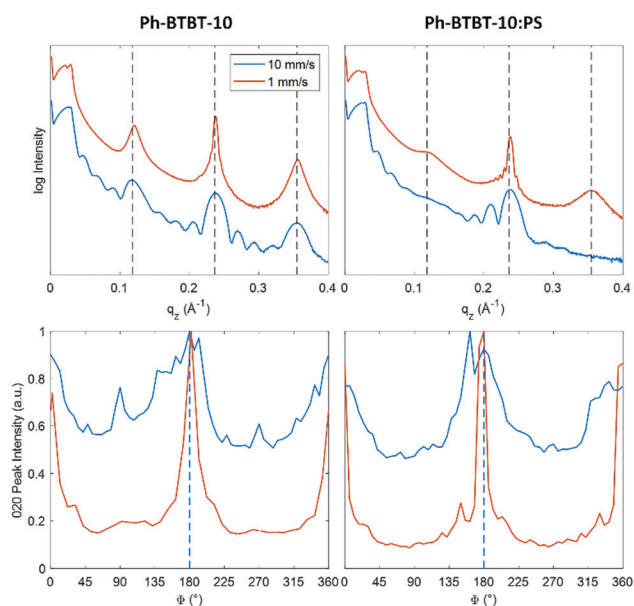 Ph-BTBT-10
Ph-BTBT-10:PS
10 mm/s
1 mm/s
log Intensity
0 0.1 0.2 0.3 0.4
0 0.1 0.2 0.3 0.4
q_z (Å⁻¹)
q_z (Å⁻¹)
020 Peak Intensity (a.u.)
1
0.8
0.6
0.4
0.2
0
0 45 90 135 180 225 270 315 360
0 45 90 135 180 225 270 315 360
Φ (°)
Φ (°)